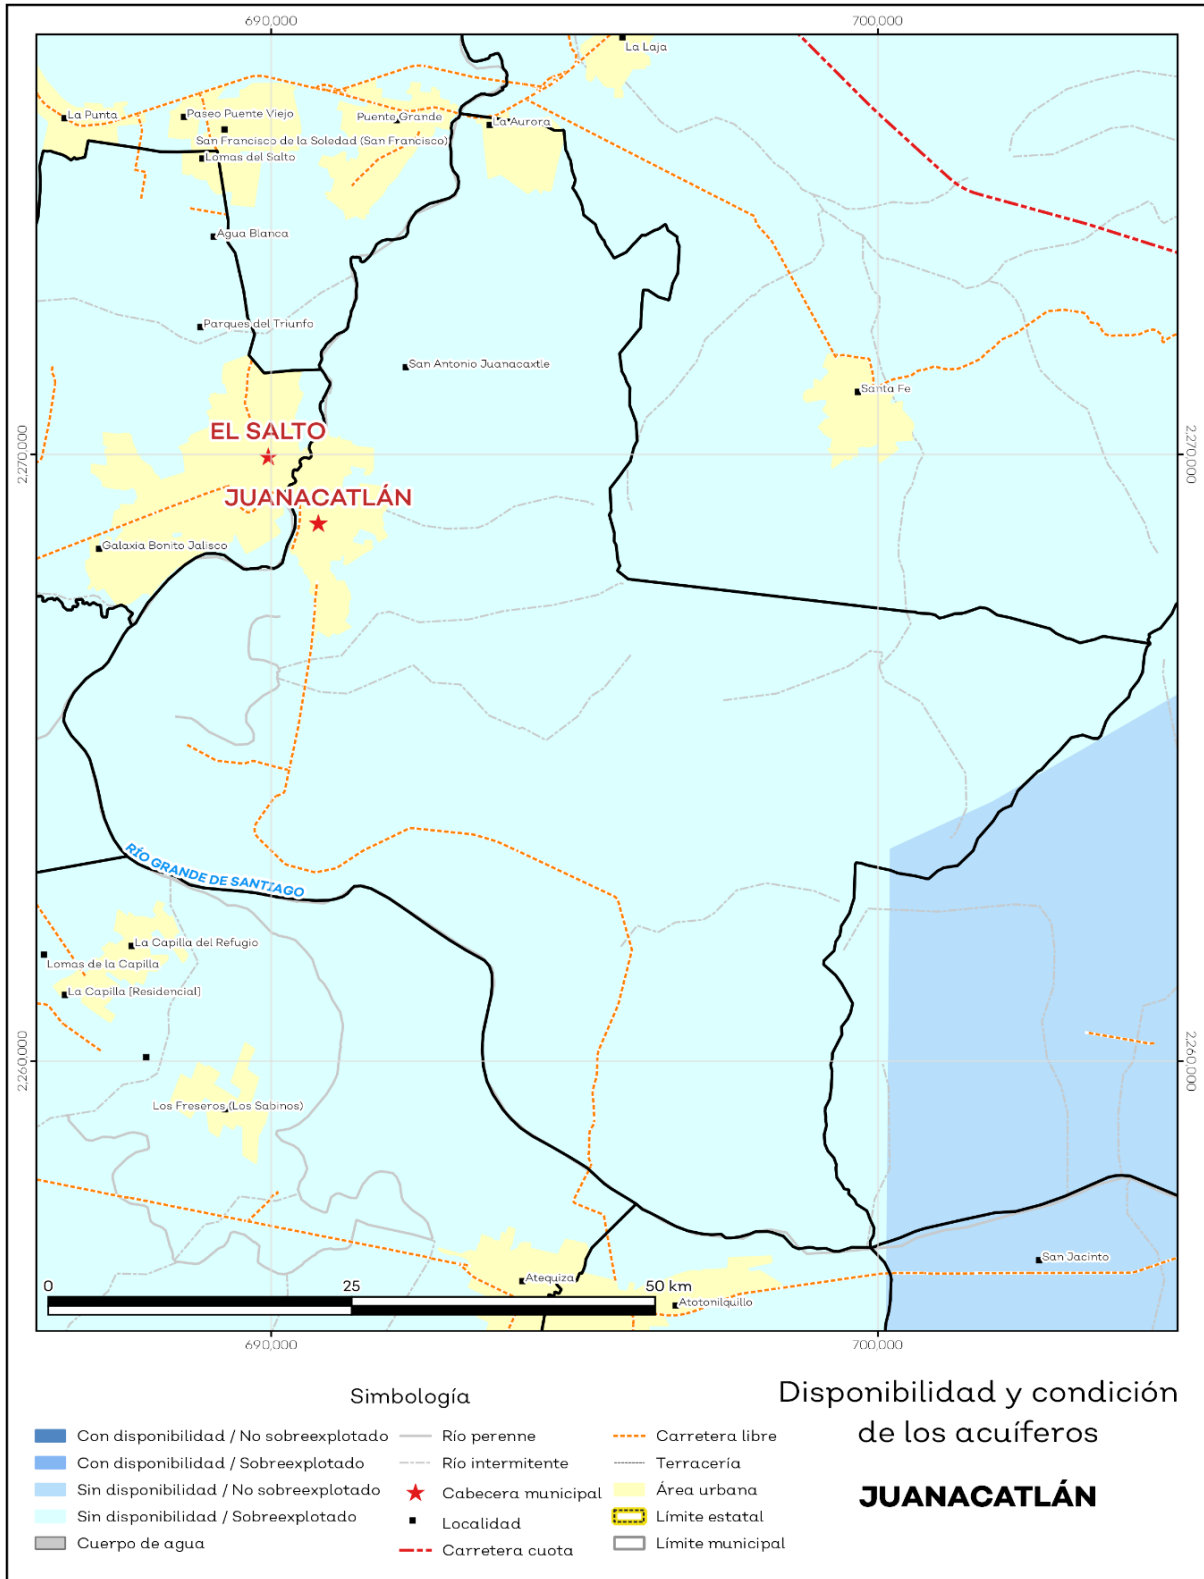 690,000
700,000
La Laja
La Punta
Paseo Puente Viejo
Puente Grande
La Aurora
San Francisco de la Soledad (San Francisco)
Lomas del Salto
Agua Blanca
Parques del Triunfo
San Antonio Juanacaxtle
Santa Fe
EL SALTO
2,270,000
2,270,000
JUANACATLÁN
Galaxia Bonito Jalisco
RÍO GRANDE DE SANTIAGO
La Capilla del Refugio
Lomas de la Capilla
La Capilla [Residencial]
2,260,000
2,260,000
Los Freseros (Los Sabinos)
San Jacinto
Atequiza
0
25
50 km
Atotonilquillo
690,000
700,000
Simbología
Con disponibilidad / No sobreexplotado
Con disponibilidad / Sobreexplotado
Sin disponibilidad / No sobreexplotado
Sin disponibilidad / Sobreexplotado
Cuerpo de agua
Río perenne
Río intermitente
Cabecera municipal
Localidad
Carretera cuota
Carretera libre
Terracería
Área urbana
Límite estatal
Límite municipal
Disponibilidad y condición
de los acuíferos
JUANACATLÁN